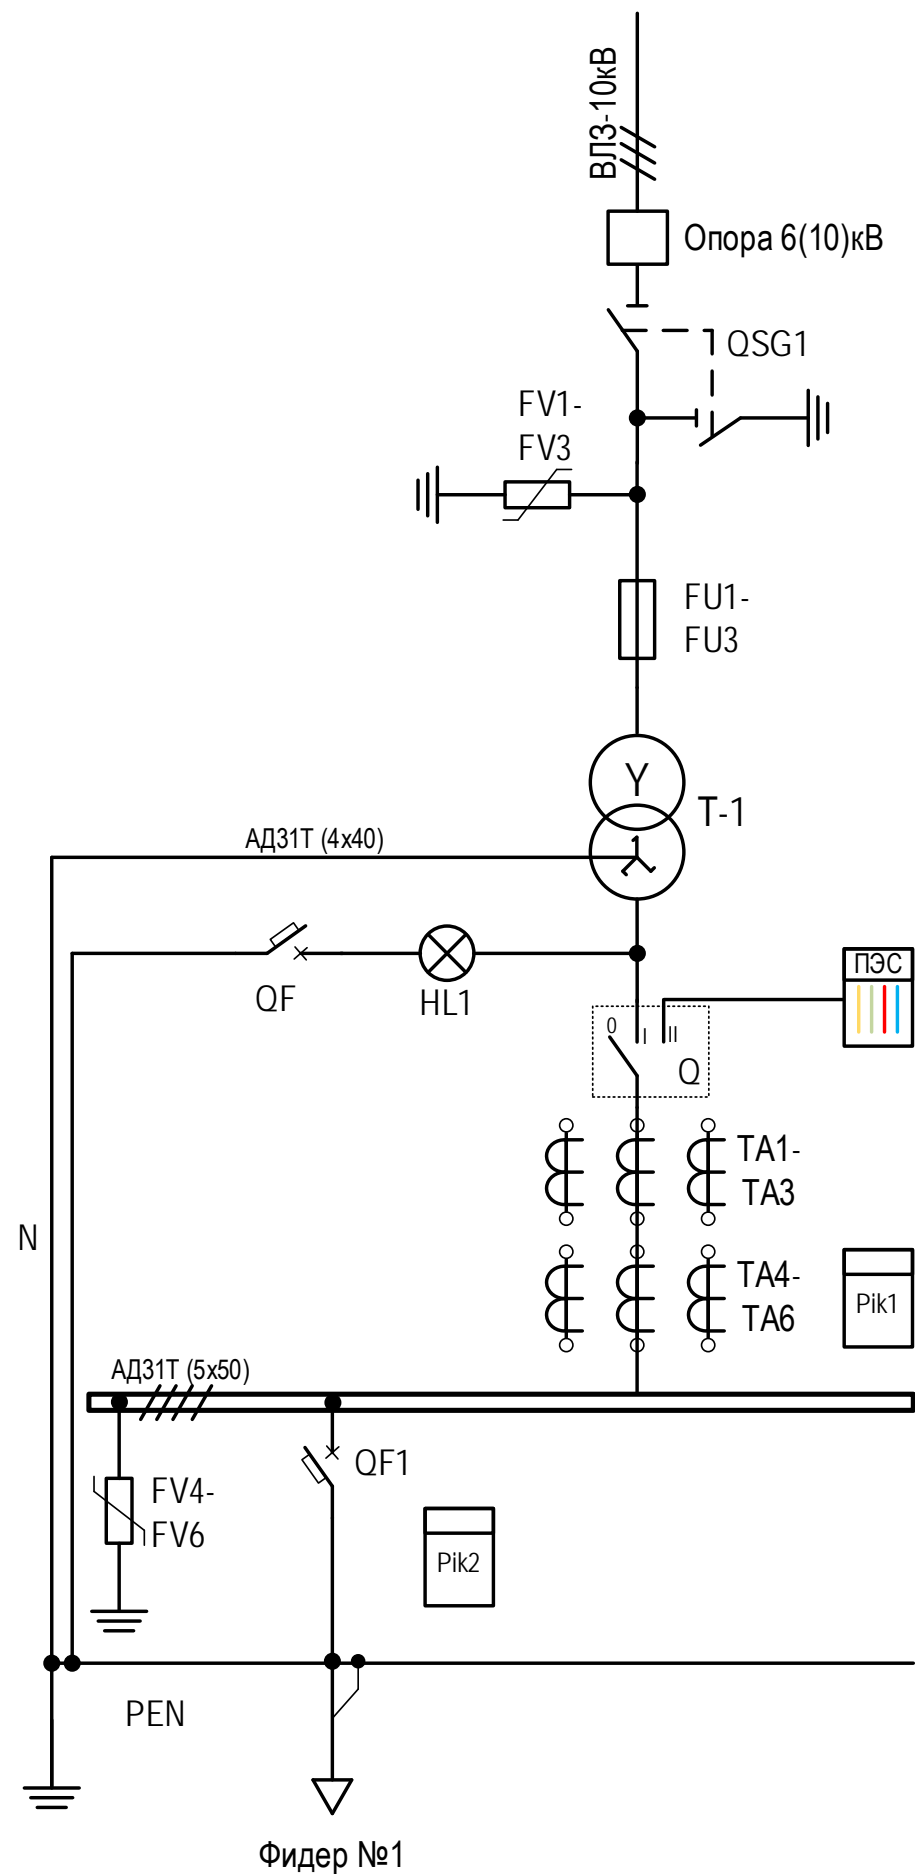 ВЛЗ-10кВ
Опора 6(10)кВ
QSG1
FV1-
FV3
FU1-
FU3
Y
Т-1
АД31Т (4х40)
QF
HL1
ПЭС
0
I
II
Q
TA1-
TA3
N
TA4-
TA6
Pik1
АД31Т (5х50)
QF1
FV4-
FV6
Pik2
PEN
Фидер №1